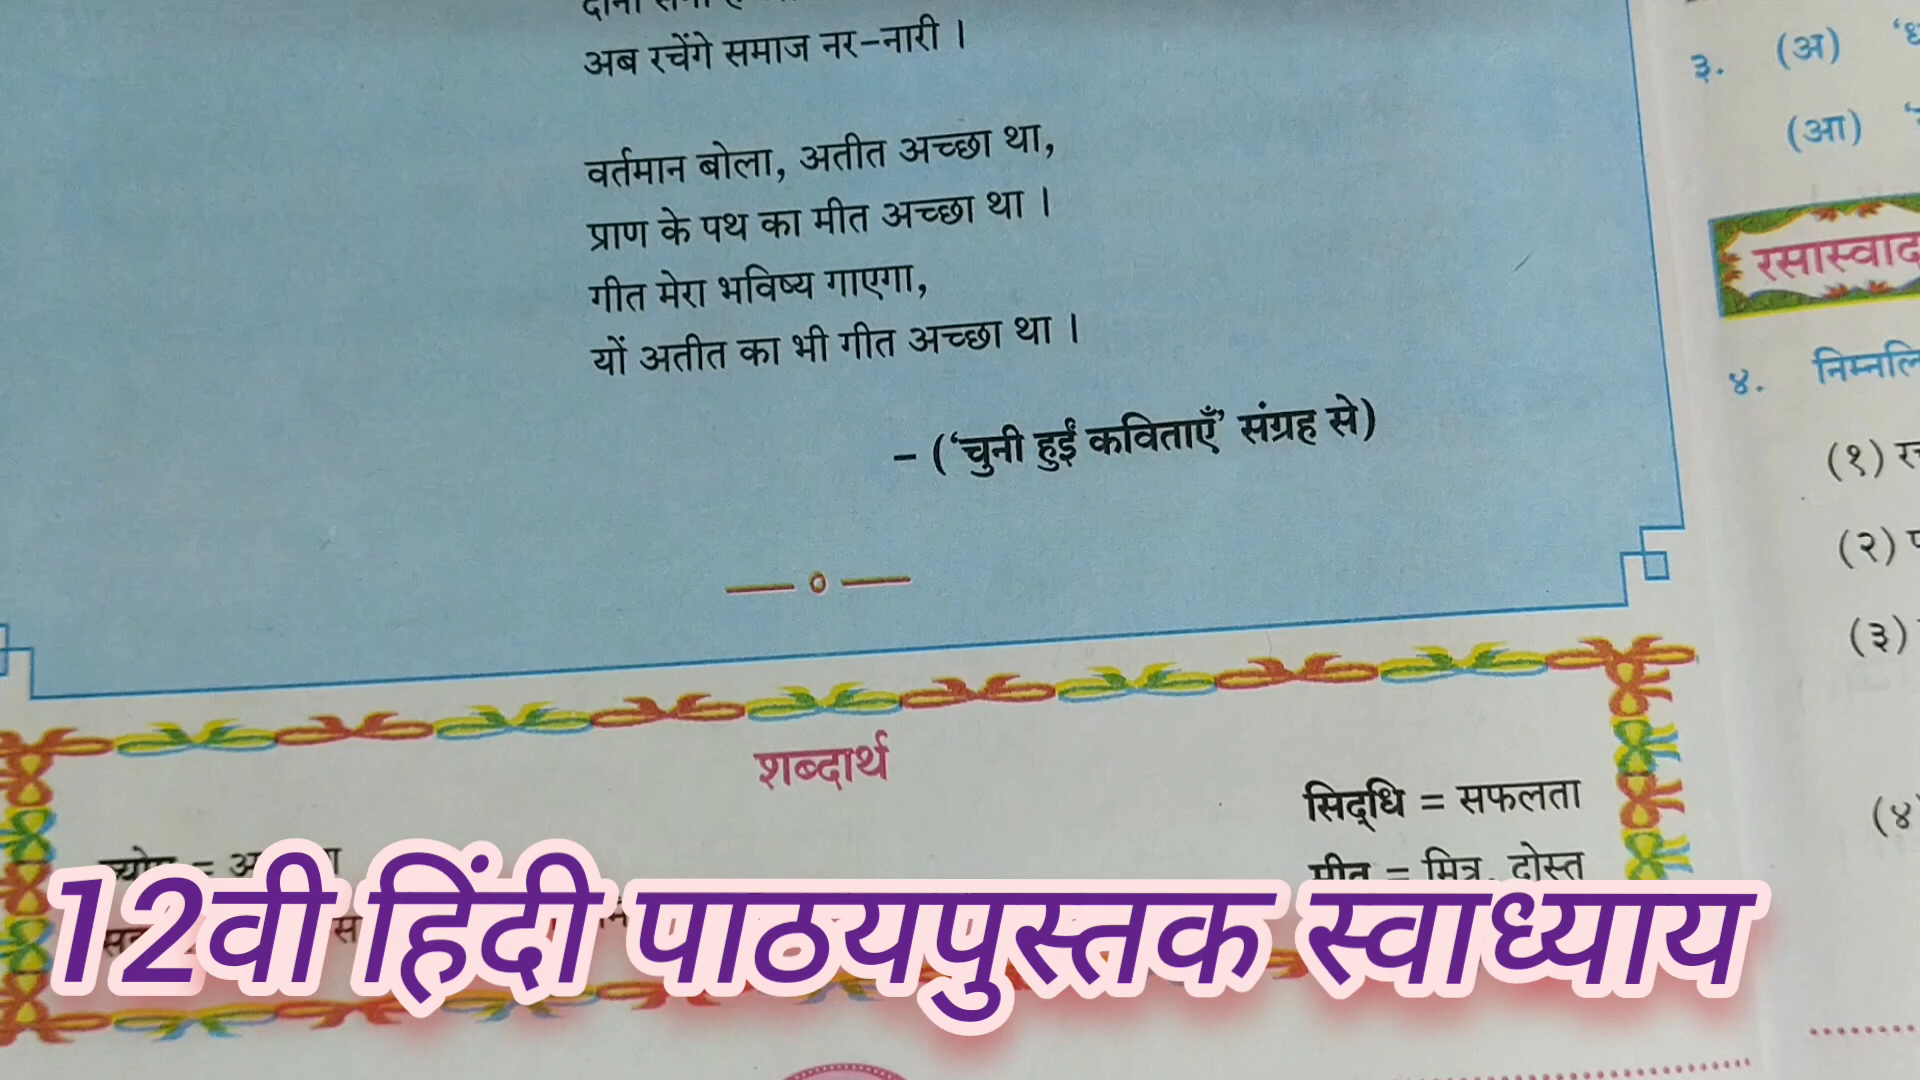 अब रचेंगे समाज नर-नारी ।
वर्तमान बोला, अतीत अच्छा था,
प्राण के पथ का मीत अच्छा था ।
गीत मेरा भविष्य गाएगा,
यों अतीत का भी गीत अच्छा था ।
- (‘चुनी हुईं कविताएँ’ संग्रह से)
शब्दार्थ
सिद्धि = सफलता
मीत = मित्र, दोस्त
12वी हिंदी पाठयपुस्तक स्वाध्याय
३. (अ)
(आ)
रसास्वाद
४.
(१)
(२)
(३)
(४)